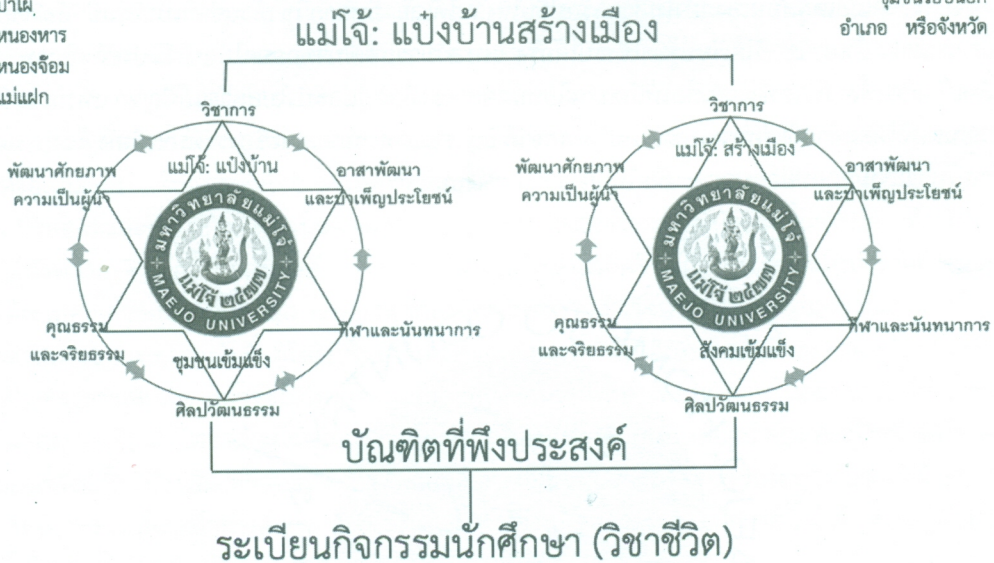 หนองหาร
หนองจ๊อม
แม่แฝก
อำเภอ หรือจังหวัด
แม่โจ้: แป๋งบ้านสร้างเมือง
วิชาการ
แม่โจ้: แป๋งบ้าน
พัฒนาศักยภาพ
ความเป็นผู้นำ
อาสาพัฒนา
และบำเพ็ญประโยชน์
มหาวิทยาลัยแม่โจ้
แม่โจ้ ๒๔๗๗
MAEJO UNIVERSITY
คุณธรรม
และจริยธรรม
กีฬาและนันทนาการ
ชุมชนเข้มแข็ง
ศิลปวัฒนธรรม
วิชาการ
แม่โจ้: สร้างเมือง
พัฒนาศักยภาพ
ความเป็นผู้นำ
อาสาพัฒนา
และบำเพ็ญประโยชน์
มหาวิทยาลัยแม่โจ้
แม่โจ้ ๒๔๗๗
MAEJO UNIVERSITY
คุณธรรม
และจริยธรรม
กีฬาและนันทนาการ
สังคมเข้มแข็ง
ศิลปวัฒนธรรม
บัณฑิตที่พึงประสงค์
ระเบียนกิจกรรมนักศึกษา (วิชาชีวิต)